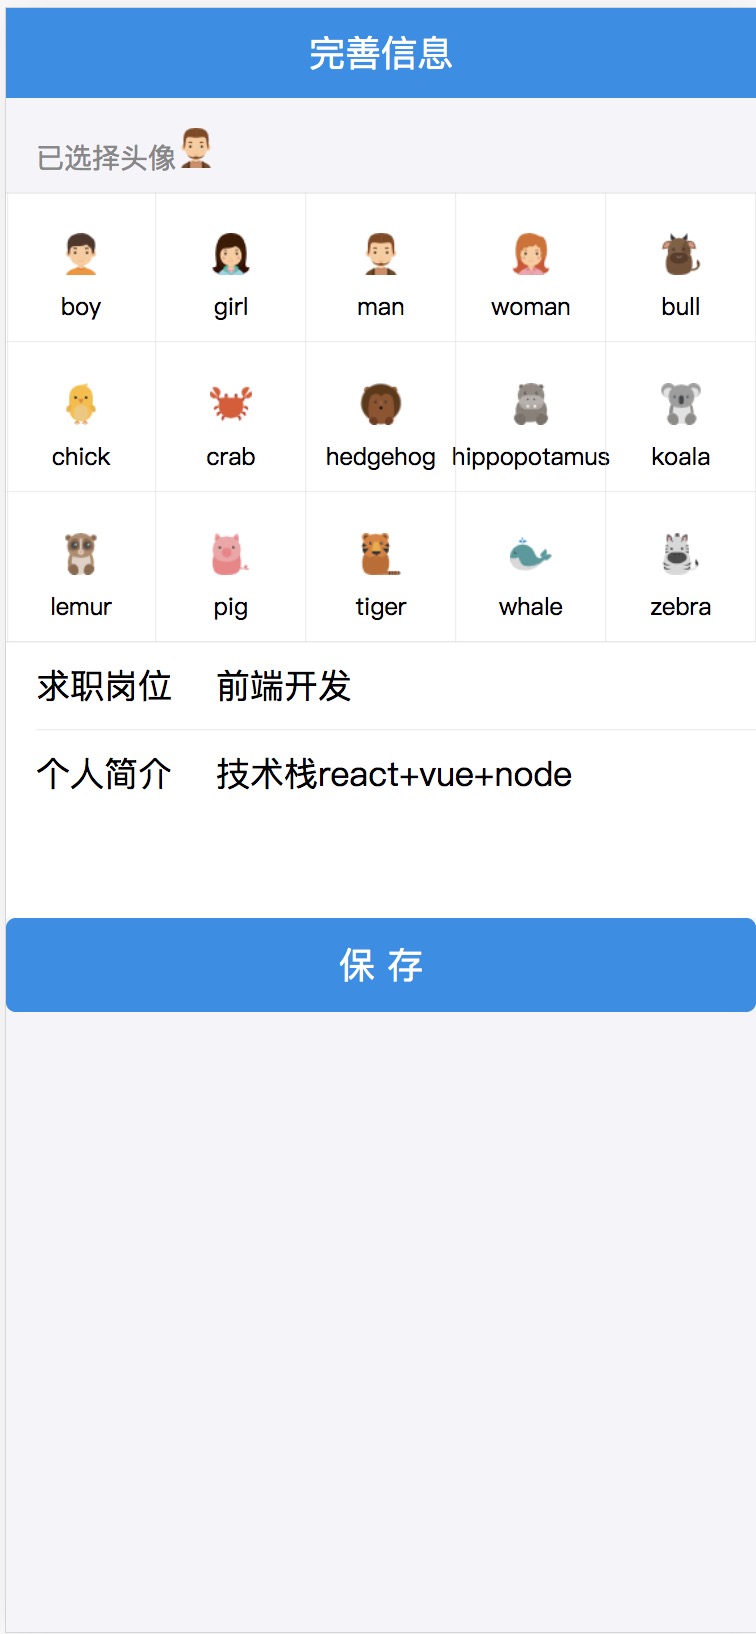 完善信息
已选择头像
boy girl man woman bull
chick crab hedgehog hippopotamus koala
lemur pig tiger whale zebra
求职岗位 前端开发
个人简介 技术栈react+vue+node
保 存